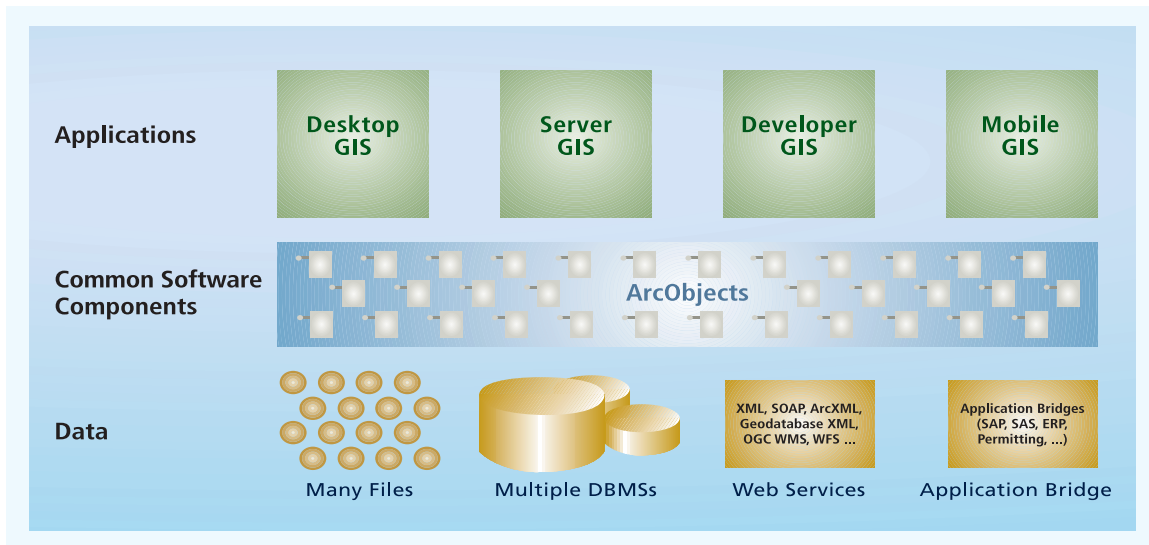 Applications
Desktop
GIS
Server
GIS
Developer
GIS
Mobile
GIS
Common Software
Components
ArcObjects
Data
Many Files
Multiple DBMSs
XML, SOAP, ArcXML,
Geodatabase XML,
OGC WMS, WFS ...
Web Services
Application Bridges
(SAP, SAS, ERP,
Permitting, ...)
Application Bridge